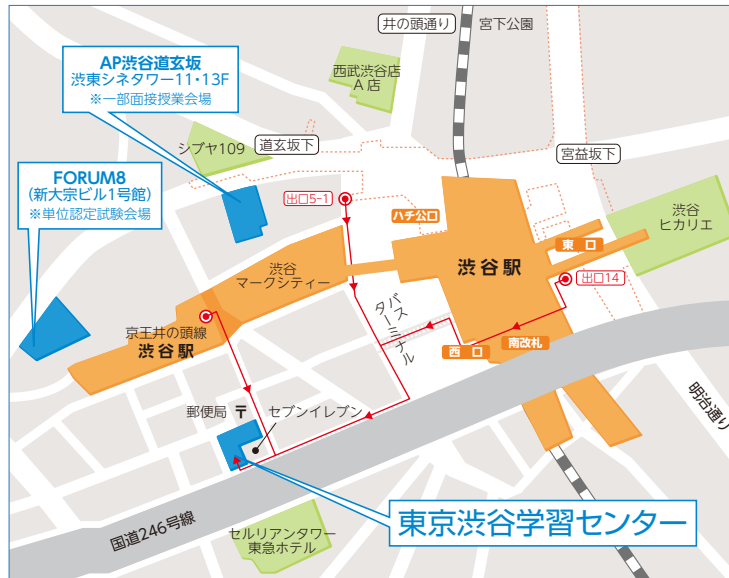 井の頭通り
宮下公園
AP渋谷道玄坂
渋東シネタワー11・13F
※一部面接授業会場
西武渋谷店
A店
シブヤ109
道玄坂下
宮益坂下
FORUM8
(新大宗ビル1号館)
※単位認定試験会場
出口5-1
ハチ公口
渋谷
ヒカリエ
東 口
渋谷
マークシティー
渋谷駅
出口14
バス
ターミナル
京王井の頭線
渋谷駅
西 口
南改札
明治通り
郵便局 〒
セブンイレブン
東京渋谷学習センター
国道246号線
セルリアンタワー
東急ホテル